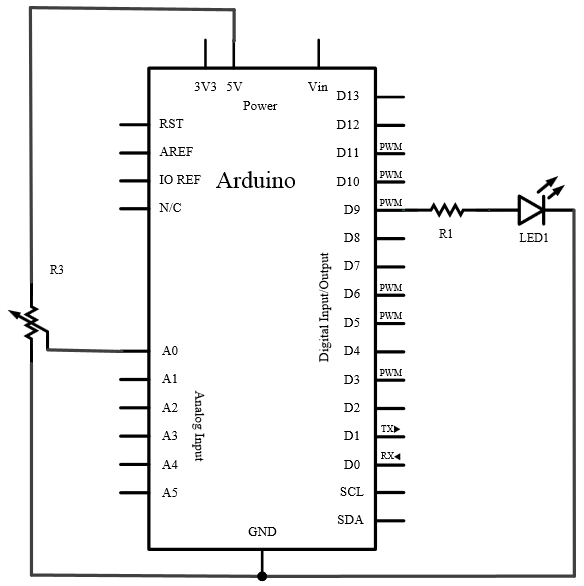 3V3 5V Vin
Power
D13
RST D12
AREF D11 PWM
IO REF Arduino D10 PWM
N/C D9 PWM
R1 LED1
D8
D7
R3
D6 PWM
D5 PWM
Digital Input/Output
A0 D4
A1 D3 PWM
A2 D2
Analog Input
A3 D1 TX▶
A4 D0 RX◀
A5 SCL
SDA
GND